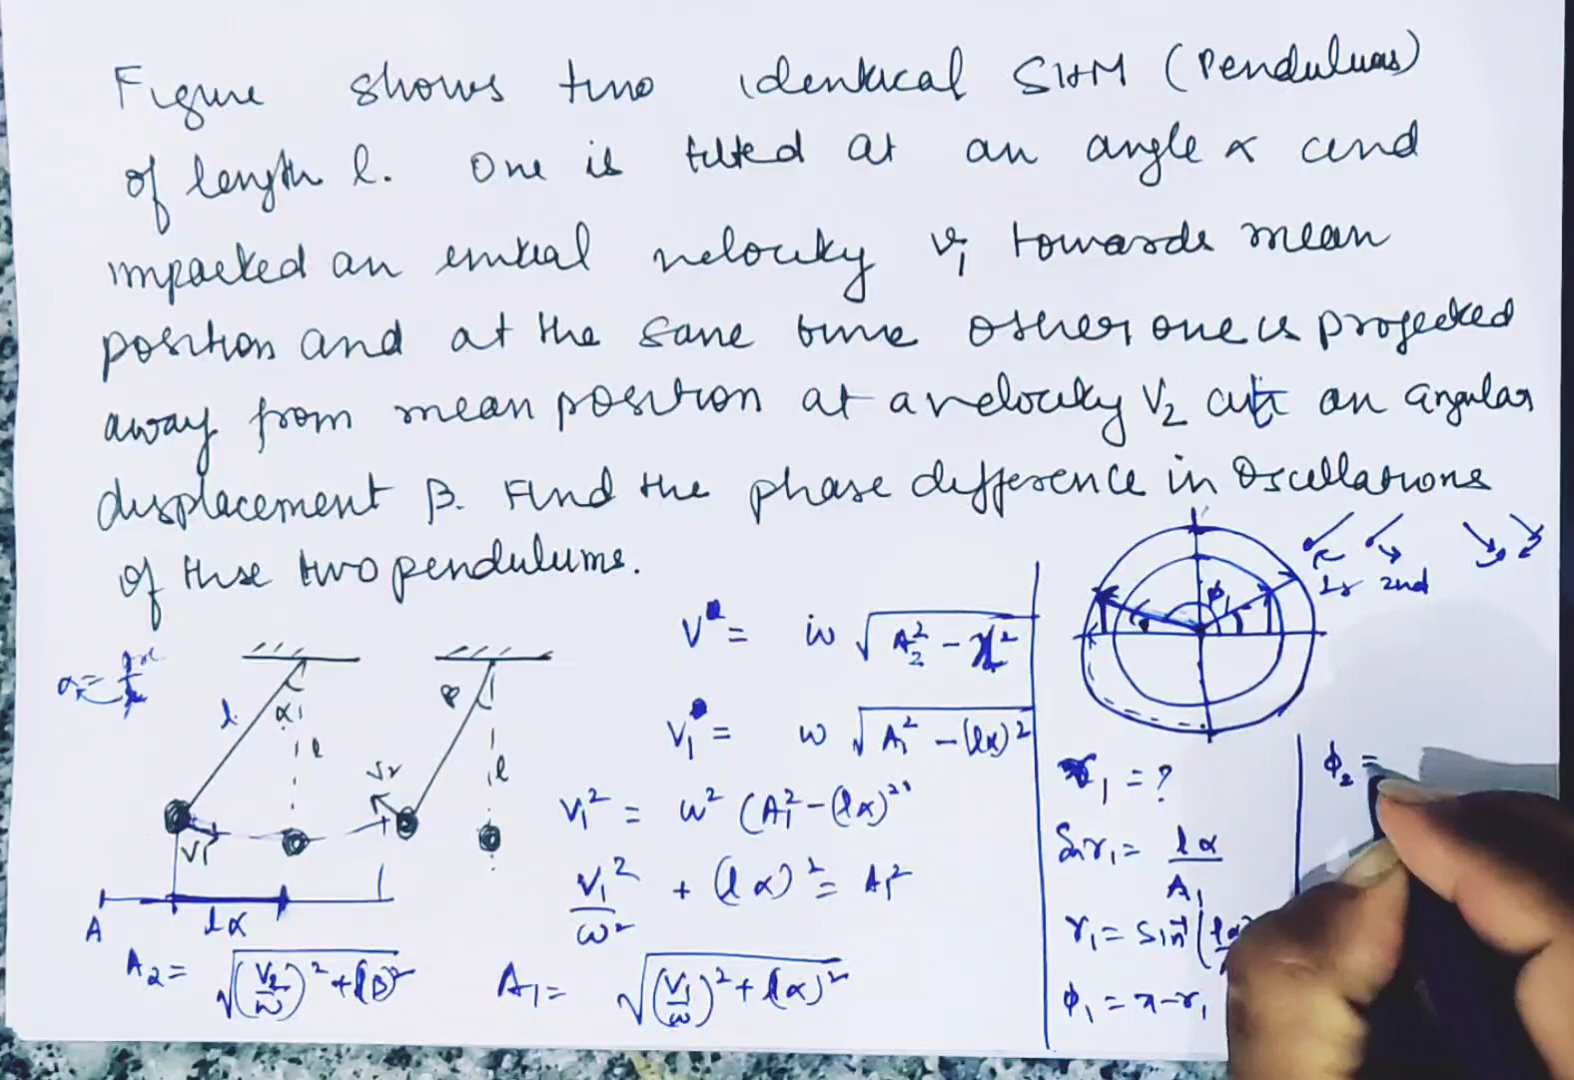 Figure shows two identical SHM (Pendulums)
of length l. One is tilted at an angle α and
impacted an initial velocity v₁ towards mean
position and at the same time other one is projected
away from mean position at a velocity V₂ at an angular
displacement β. Find the phase difference in Oscillations
of these two pendulums.
1st 2nd
ϕ₁
V = ω √(A₂² − x²)
V₁ = ω √(A₁² − (lα)²)
V₁² = ω² (A₁² − (lα)²)
V₁²/ω² + (lα)² = A₁²
A₁ = √((V₁/ω)² + (lα)²)
l α l
V₁
A lα
A₂ = √((V₂/ω)² + (lβ)²)
β l
V₂
r₁ = ?
Sin r₁ = lα/A₁
r₁ = Sin⁻¹(lα
ϕ₁ = π − r₁
ϕ₂ =